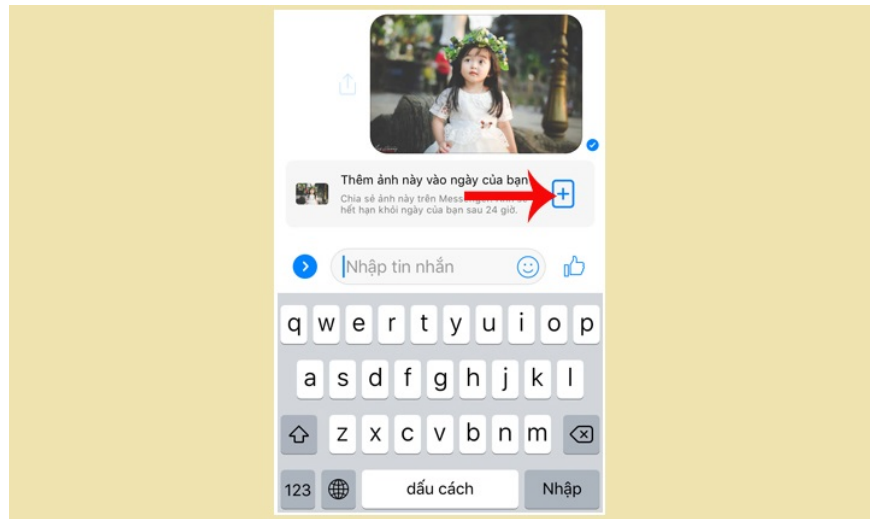 Thêm ảnh này vào ngày của bạn
Chia sẻ ảnh này trên
hết hạn khỏi ngày của bạn sau 24 giờ.
Nhập tin nhắn
q w e r t y u i o p
a s d f g h j k l
z x c v b n m
123 dấu cách Nhập